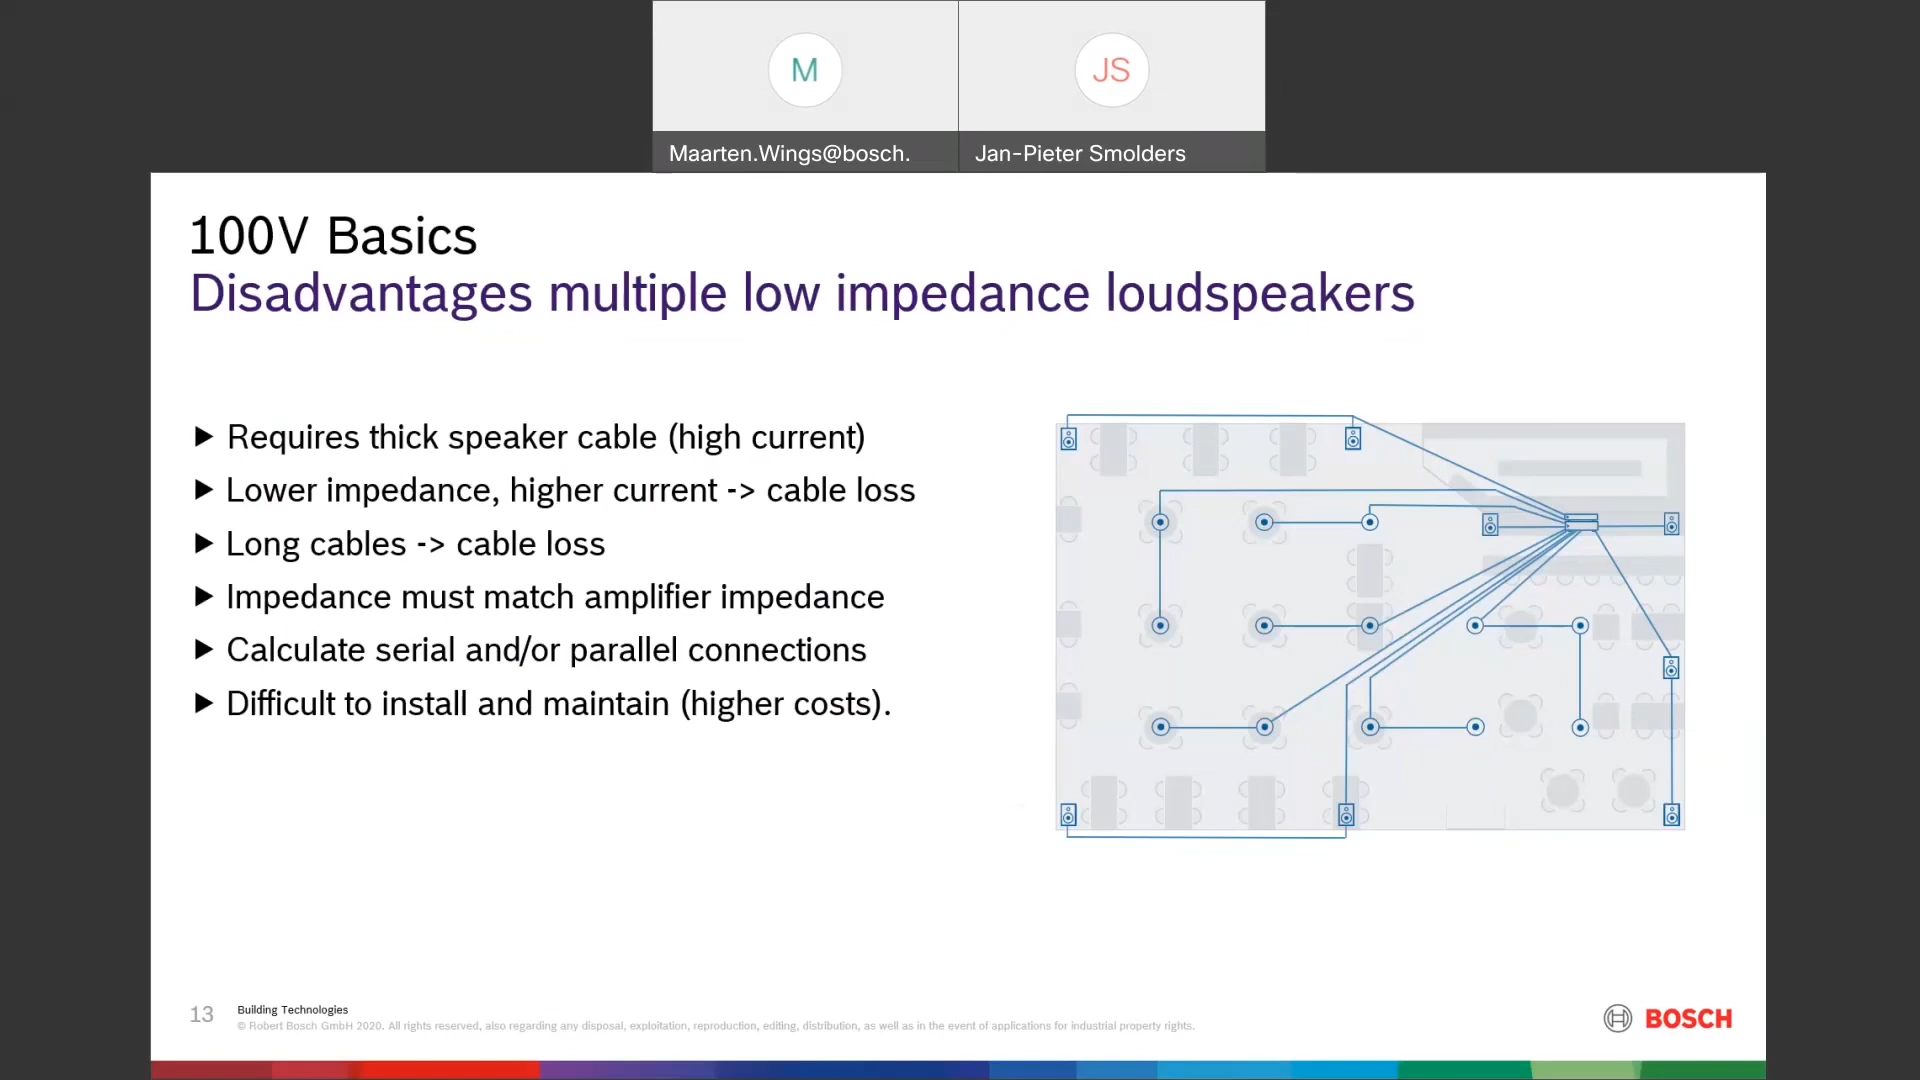 M
JS
Maarten.Wings@bosch.
Jan-Pieter Smolders
100V Basics
Disadvantages multiple low impedance loudspeakers
► Requires thick speaker cable (high current)
► Lower impedance, higher current -> cable loss
► Long cables -> cable loss
► Impedance must match amplifier impedance
► Calculate serial and/or parallel connections
► Difficult to install and maintain (higher costs).
13
Building Technologies
© Robert Bosch GmbH 2020. All rights reserved, also regarding any disposal, exploitation, reproduction, editing, distribution, as well as in the event of applications for industrial property rights.
BOSCH